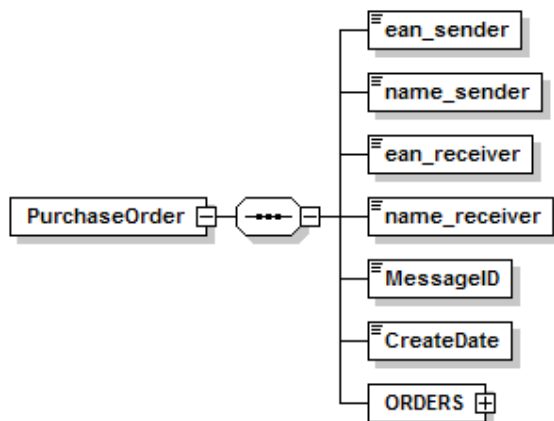 ean_sender
name_sender
ean_receiver
PurchaseOrder
name_receiver
MessageID
CreateDate
ORDERS